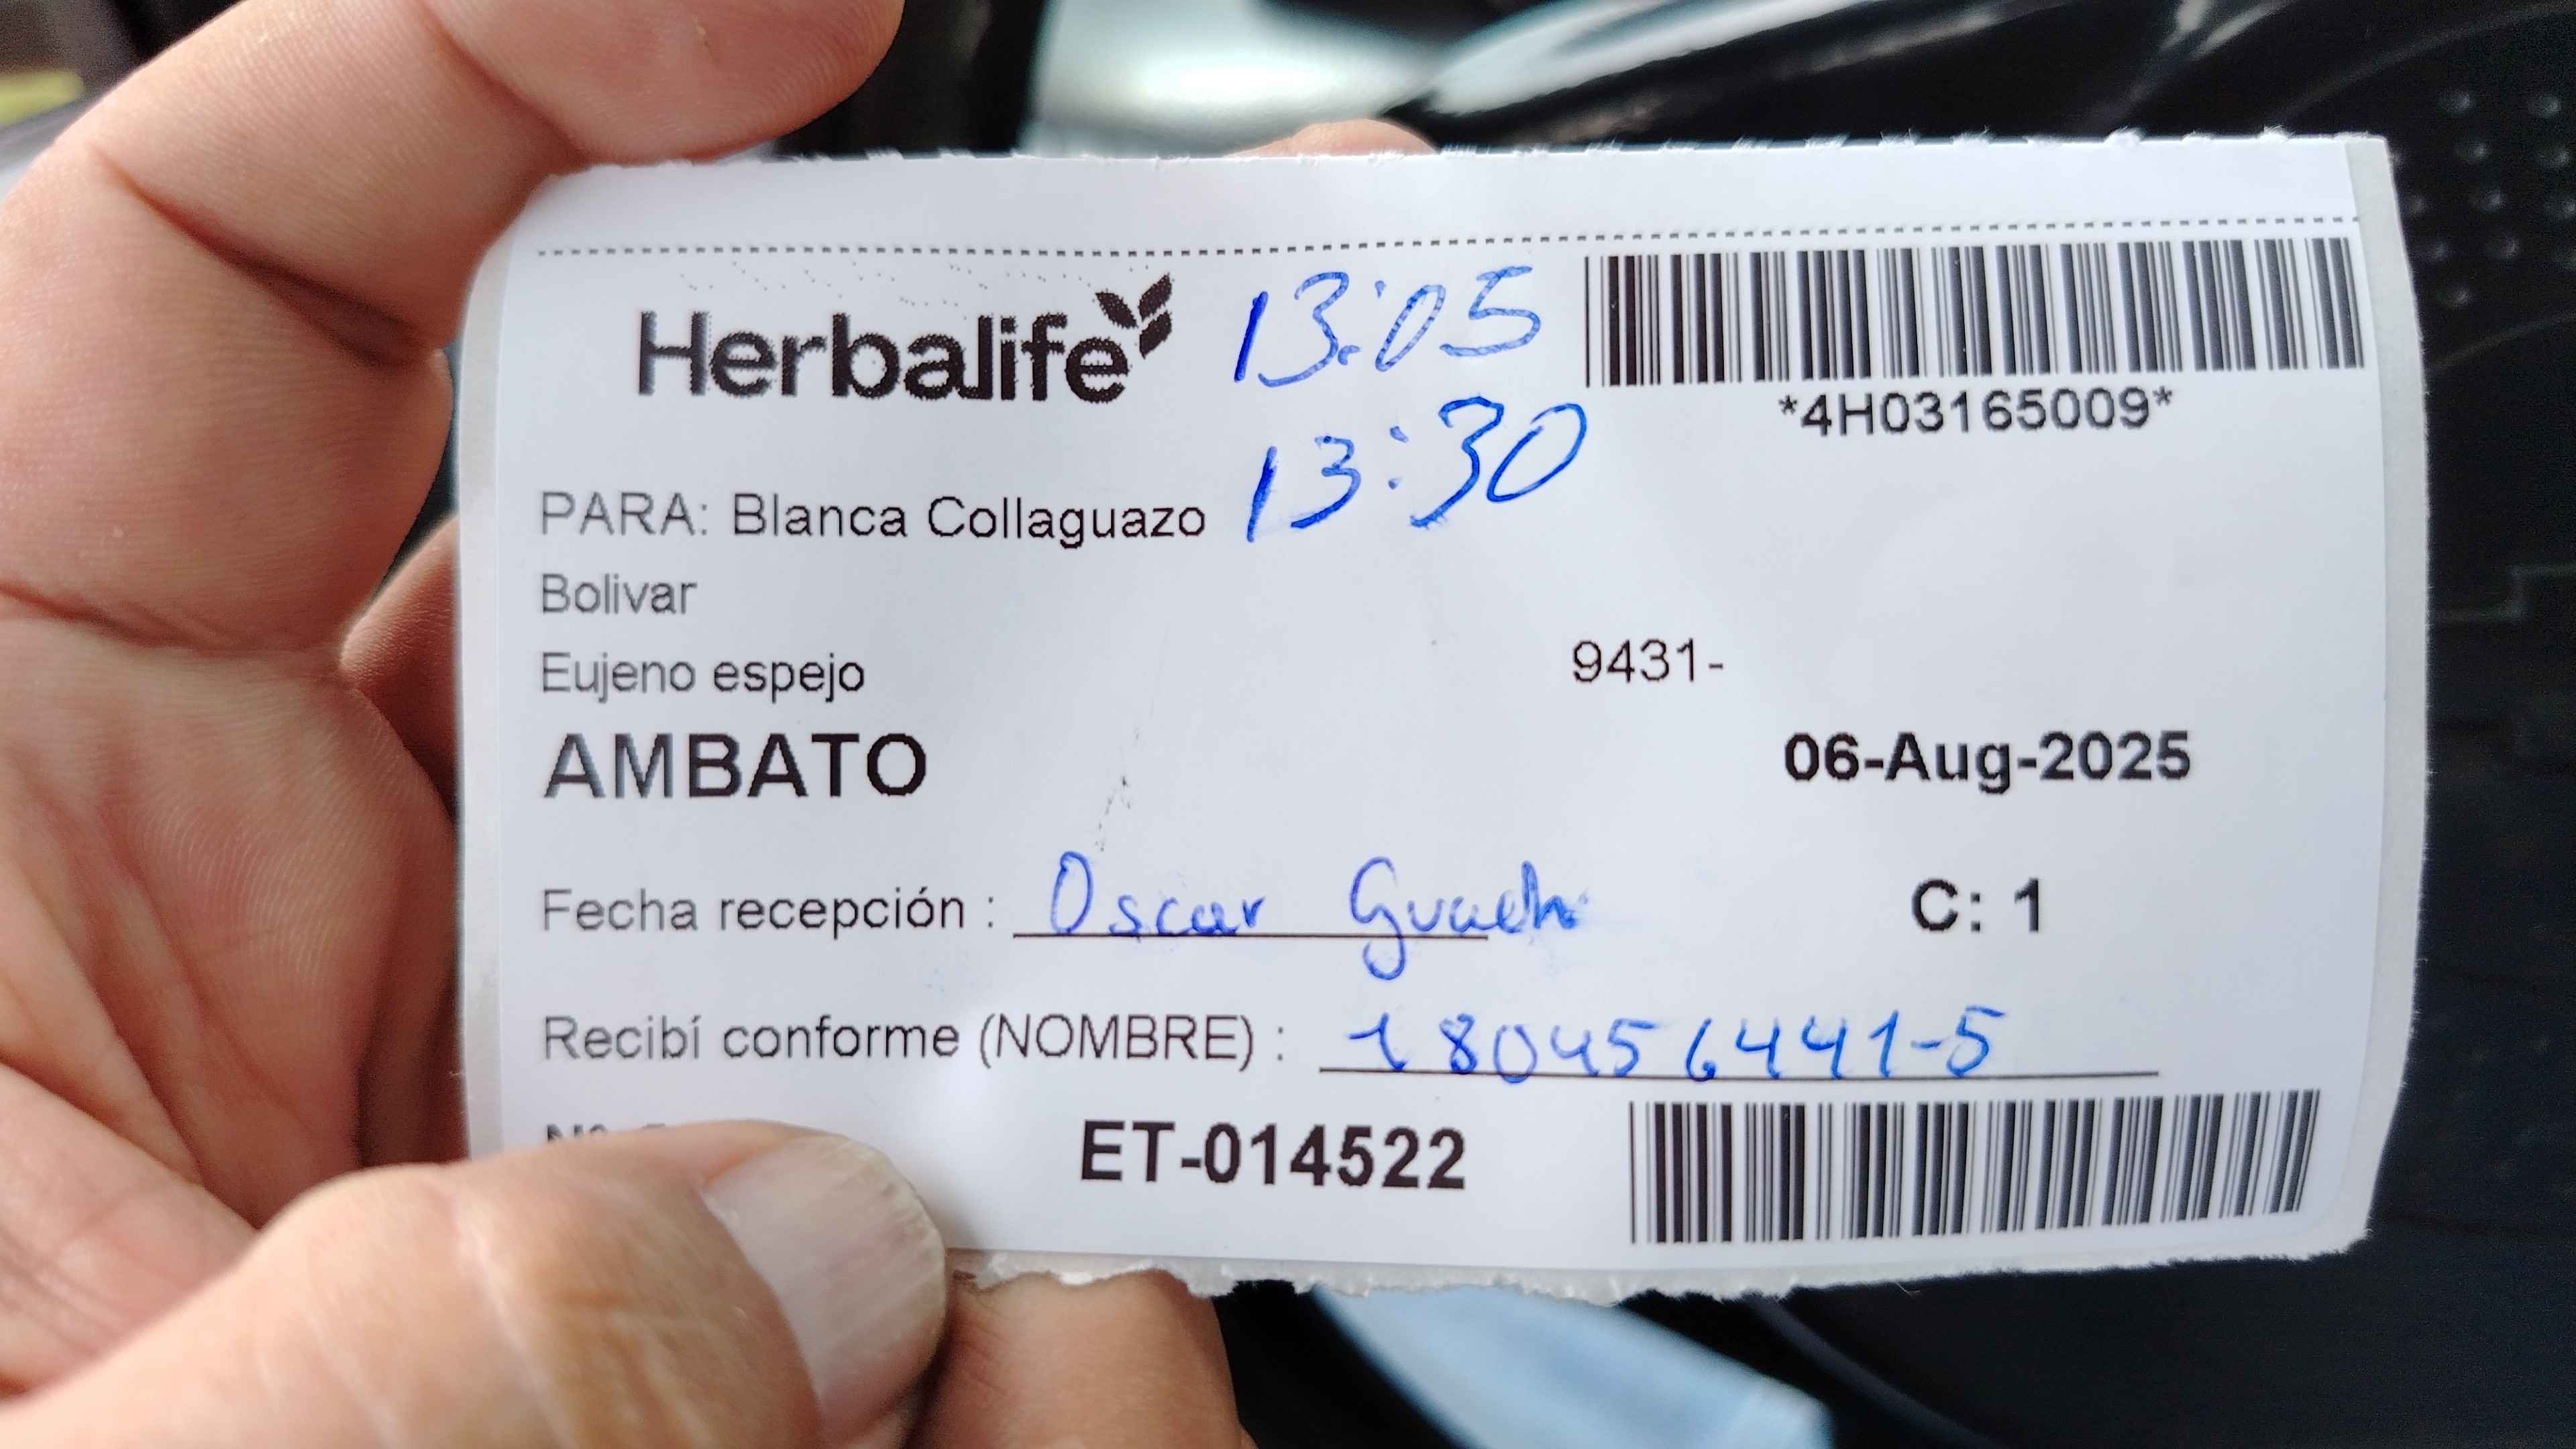 Herbalife 13:05
*4H03165009*
13:30
PARA: Blanca Collaguazo
Bolivar
Eujeno espejo 9431-
AMBATO 06-Aug-2025
Fecha recepción : Oscar C: 1
Recibí conforme (NOMBRE) : 180456441-5
ET-014522